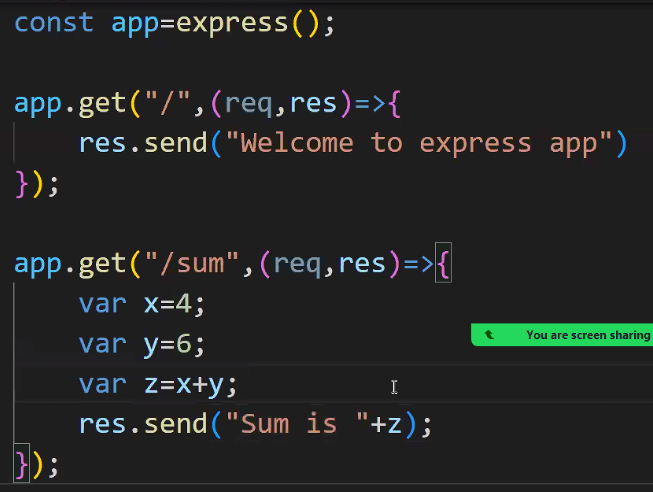 const app=express();
app.get("/",(req,res)=>{
res.send("Welcome to express app")
});
app.get("/sum",(req,res)=>{
var x=4;
var y=6;
You are screen sharing
var z=x+y;
res.send("Sum is "+z);
});